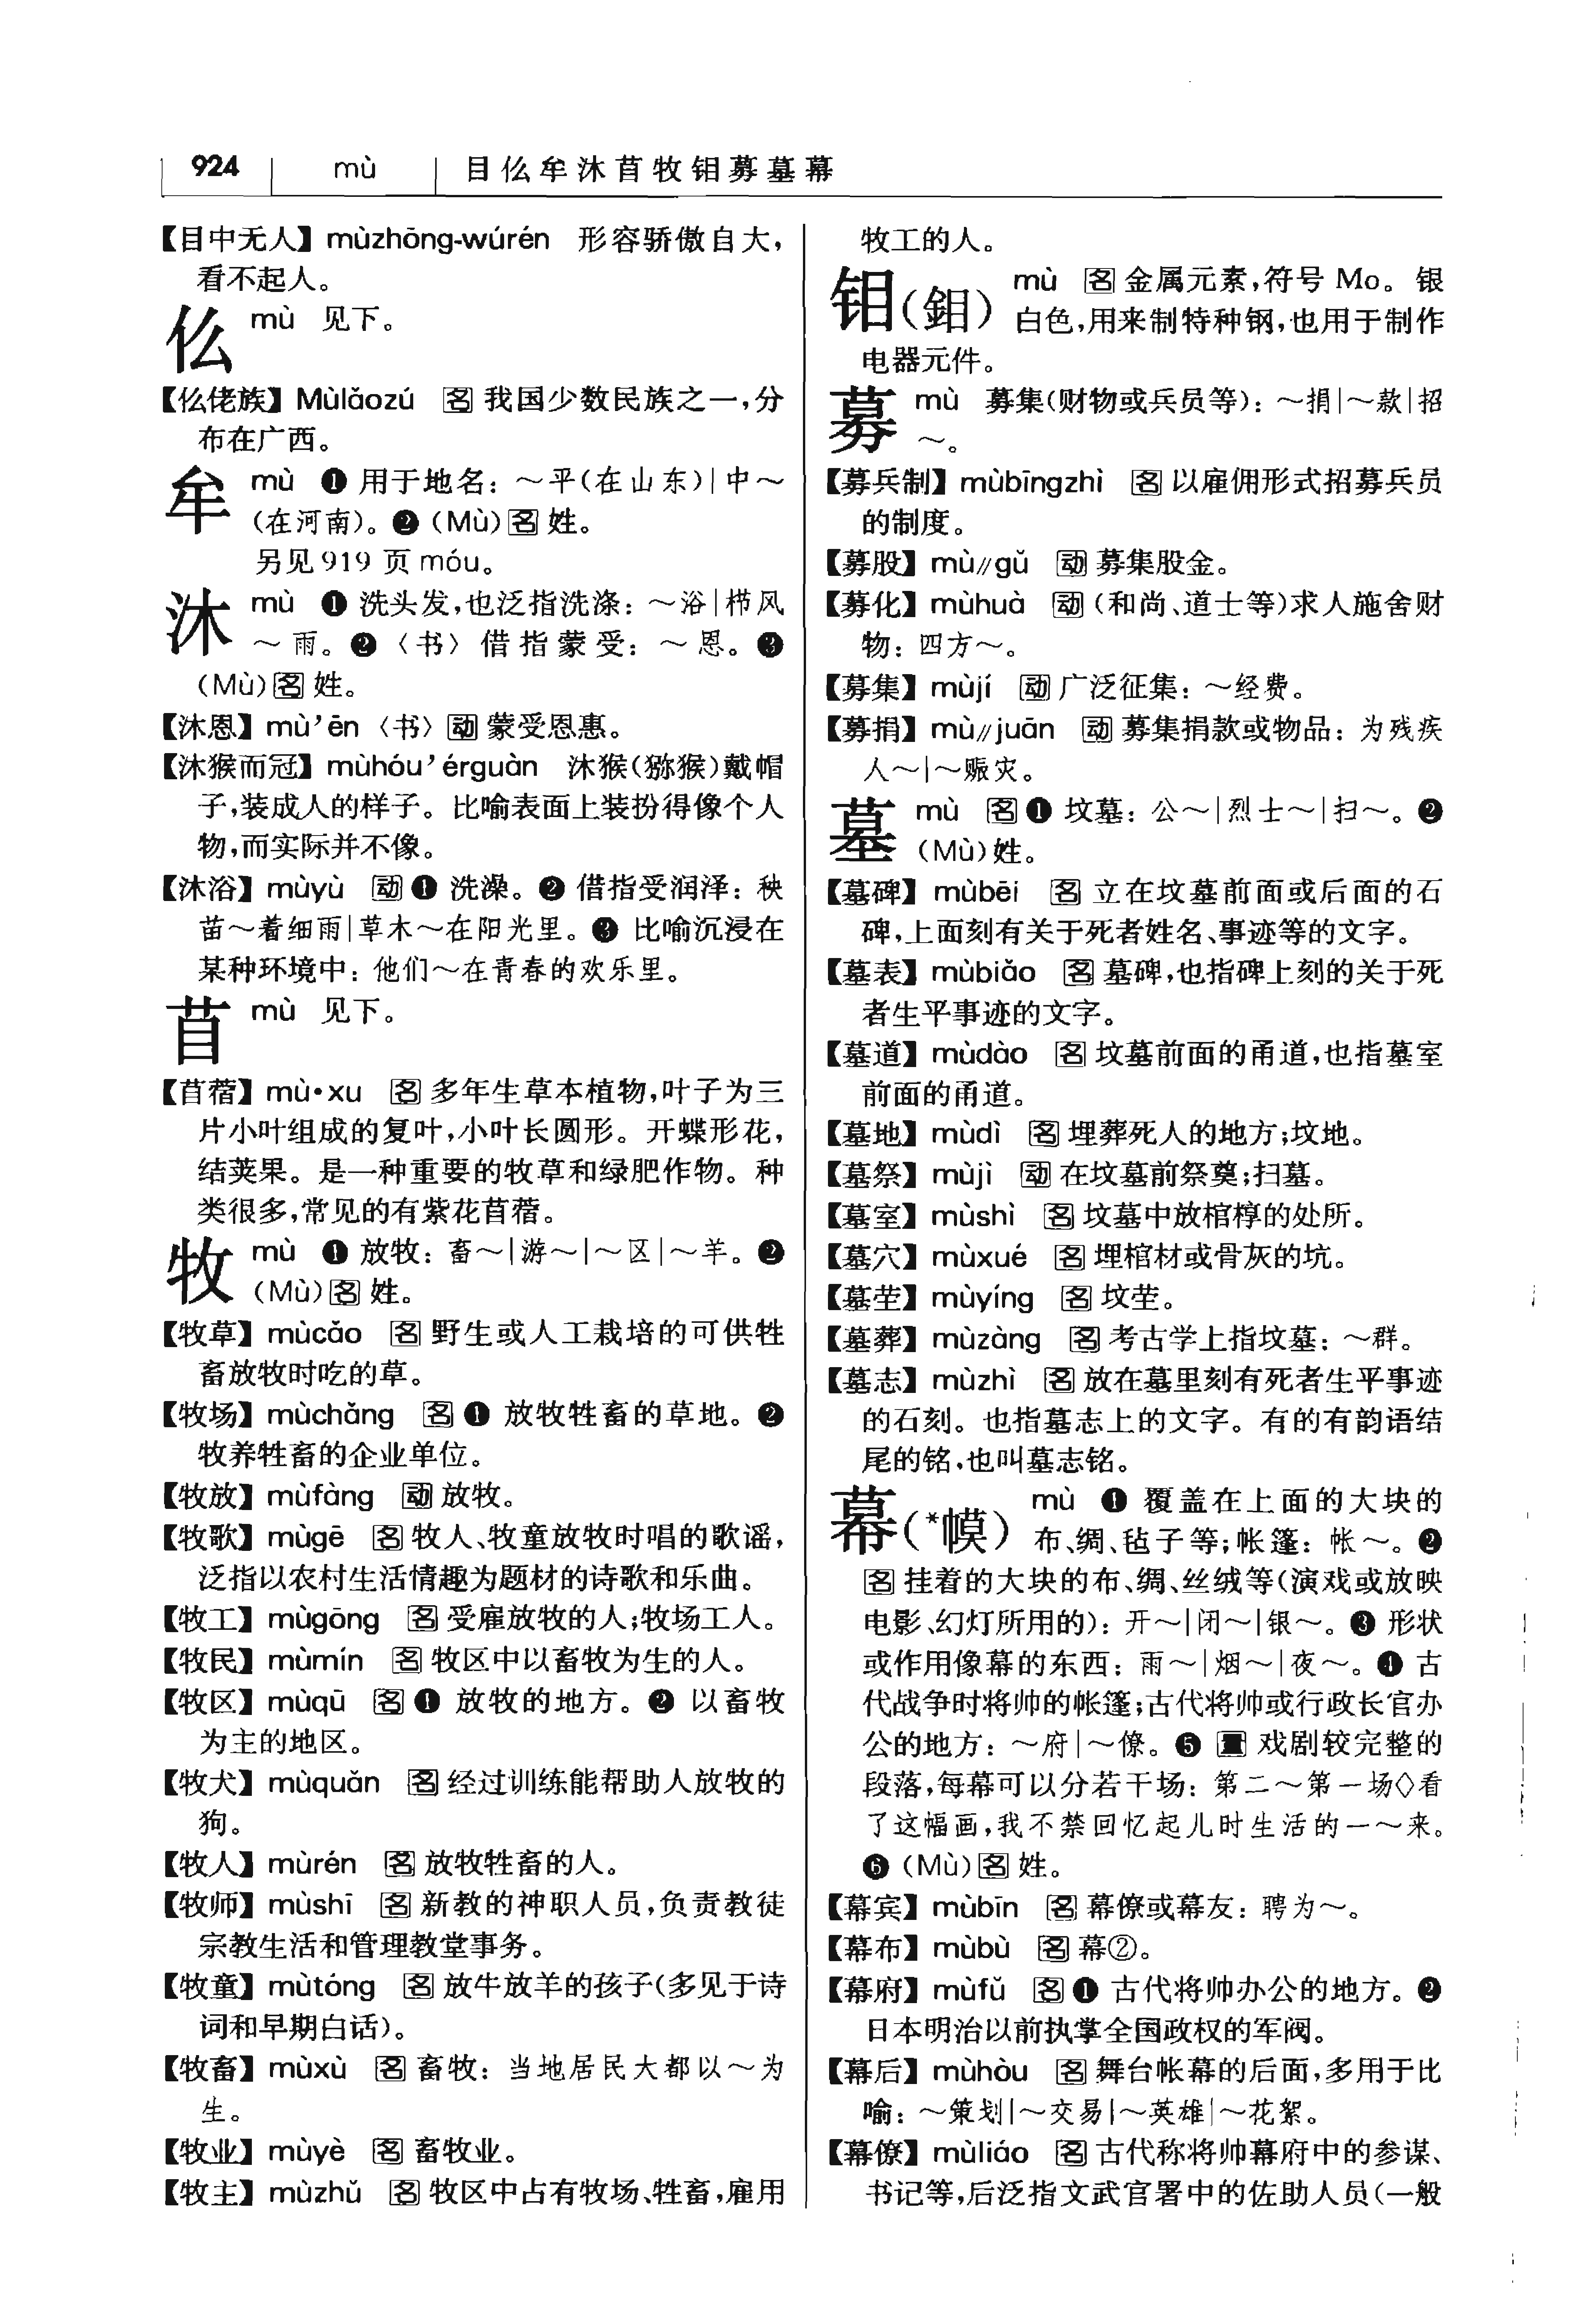 924 mù 目仫牟沐苜牧钼募墓幕
【目中无人】mùzhōng-wúrén 形容骄傲自大，
看不起人。
仫 mù 见下。
【仫佬族】Mùlǎozú 名 我国少数民族之一，分
布在广西。
牟 mù ❶ 用于地名：～平（在山东）|中～
（在河南）。❷（Mù）名 姓。
另见919页 móu。
沐 mù ❶ 洗头发，也泛指洗涤：～浴|栉风
～雨。❷〈书〉借指蒙受：～恩。❸
（Mù）名 姓。
【沐恩】mù’ēn〈书〉动 蒙受恩惠。
【沐猴而冠】mùhóu’érguàn 沐猴（猕猴）戴帽
子，装成人的样子。比喻表面上装扮得像个人
物，而实际并不像。
【沐浴】mùyù 动 ❶ 洗澡。❷ 借指受润泽：秧
苗～着细雨|草木～在阳光里。❸ 比喻沉浸在
某种环境中：他们～在青春的欢乐里。
苜 mù 见下。
【苜蓿】mù•xu 名 多年生草本植物，叶子为三
片小叶组成的复叶，小叶长圆形。开蝶形花，
结荚果。是一种重要的牧草和绿肥作物。种
类很多，常见的有紫花苜蓿。
牧 mù ❶ 放牧：畜～|游～|～区|～羊。❷
（Mù）名 姓。
【牧草】mùcǎo 名 野生或人工栽培的可供牲
畜放牧时吃的草。
【牧场】mùchǎng 名 ❶ 放牧牲畜的草地。❷
牧养牲畜的企业单位。
【牧放】mùfàng 动 放牧。
【牧歌】mùgē 名 牧人、牧童放牧时唱的歌谣，
泛指以农村生活情趣为题材的诗歌和乐曲。
【牧工】mùgōng 名 受雇放牧的人；牧场工人。
【牧民】mùmín 名 牧区中以畜牧为生的人。
【牧区】mùqū 名 ❶ 放牧的地方。❷ 以畜牧
为主的地区。
【牧犬】mùquǎn 名 经过训练能帮助人放牧的
狗。
【牧人】mùrén 名 放牧牲畜的人。
【牧师】mùshī 名 新教的神职人员，负责教徒
宗教生活和管理教堂事务。
【牧童】mùtóng 名 放牛放羊的孩子（多见于诗
词和早期白话）。
【牧畜】mùxù 名 畜牧：当地居民大都以～为
生。
【牧业】mùyè 名 畜牧业。
【牧主】mùzhǔ 名 牧区中占有牧场、牲畜，雇用
牧工的人。
钼（鉬） mù 名 金属元素，符号 Mo。银
白色，用来制特种钢，也用于制作
电器元件。
募 mù 募集（财物或兵员等）：～捐|～款|招
～。
【募兵制】mùbīngzhì 名 以雇佣形式招募兵员
的制度。
【募股】mù∥gǔ 动 募集股金。
【募化】mùhuà 动（和尚、道士等）求人施舍财
物：四方～。
【募集】mùjí 动 广泛征集：～经费。
【募捐】mù∥juān 动 募集捐款或物品：为残疾
人～|～赈灾。
墓 mù 名 ❶ 坟墓：公～|烈士～|扫～。❷
（Mù）姓。
【墓碑】mùbēi 名 立在坟墓前面或后面的石
碑，上面刻有关于死者姓名、事迹等的文字。
【墓表】mùbiǎo 名 墓碑，也指碑上刻的关于死
者生平事迹的文字。
【墓道】mùdào 名 坟墓前面的甬道，也指墓室
前面的甬道。
【墓地】mùdì 名 埋葬死人的地方；坟地。
【墓祭】mùjì 动 在坟墓前祭奠；扫墓。
【墓室】mùshì 名 坟墓中放棺椁的处所。
【墓穴】mùxué 名 埋棺材或骨灰的坑。
【墓茔】mùyíng 名 坟茔。
【墓葬】mùzàng 名 考古学上指坟墓：～群。
【墓志】mùzhì 名 放在墓里刻有死者生平事迹
的石刻。也指墓志上的文字。有的有韵语结
尾的铭，也叫墓志铭。
幕（*幙） mù ❶ 覆盖在上面的大块的
布、绸、毡子等；帐篷：帐～。❷
名 挂着的大块的布、绸、丝绒等（演戏或放映
电影、幻灯所用的）：开～|闭～|银～。❸ 形状
或作用像幕的东西：雨～|烟～|夜～。❹ 古
代战争时将帅的帐篷；古代将帅或行政长官办
公的地方：～府|～僚。❺ 量 戏剧较完整的
段落，每幕可以分若干场：第二～第一场◇看
了这幅画，我不禁回忆起儿时生活的一～来。
❻（Mù）名 姓。
【幕宾】mùbīn 名 幕僚或幕友：聘为～。
【幕布】mùbù 名 幕②。
【幕府】mùfǔ 名 ❶ 古代将帅办公的地方。❷
日本明治以前执掌全国政权的军阀。
【幕后】mùhòu 名 舞台帐幕的后面，多用于比
喻：～策划|～交易|～英雄|～花絮。
【幕僚】mùliáo 名 古代称将帅幕府中的参谋、
书记等，后泛指文武官署中的佐助人员（一般